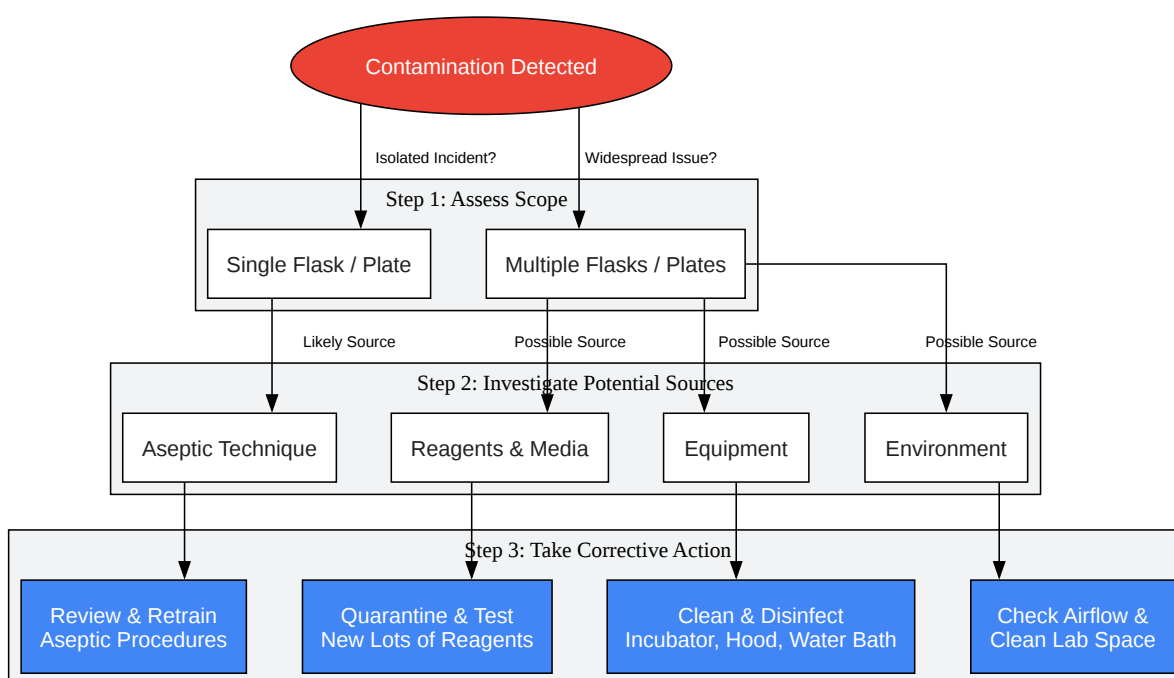 Contamination Detected
Isolated Incident?
Widespread Issue?
Step 1: Assess Scope
Single Flask / Plate
Multiple Flasks / Plates
Likely Source
Possible Source
Possible Source
Possible Source
Step 2: Investigate Potential Sources
Aseptic Technique
Reagents & Media
Equipment
Environment
Step 3: Take Corrective Action
Review & Retrain
Aseptic Procedures
Quarantine & Test
New Lots of Reagents
Clean & Disinfect
Incubator, Hood, Water Bath
Check Airflow &
Clean Lab Space